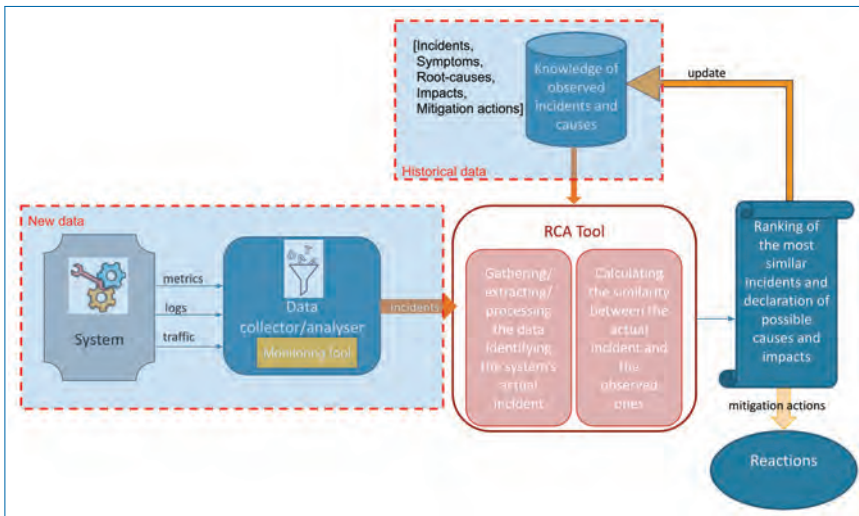 [Incidents,
Symptoms,
Root-causes,
Impacts,
Mitigation actions]
Knowledge of
observed
incidents and
causes
update
Historical data
New data
System
metrics
logs
traffic
Data
collector/analyser
Monitoring Tools
incidents
RCA Tool
Gathering/
extracting/
processing
the data
identifying
the system's
actual
incident
Calculating
the similarity
between the
actual
incident and
the
observed
ones
Ranking of
the most
similar
incidents and
declaration of
possible
causes and
impacts
mitigation actions
Reactions